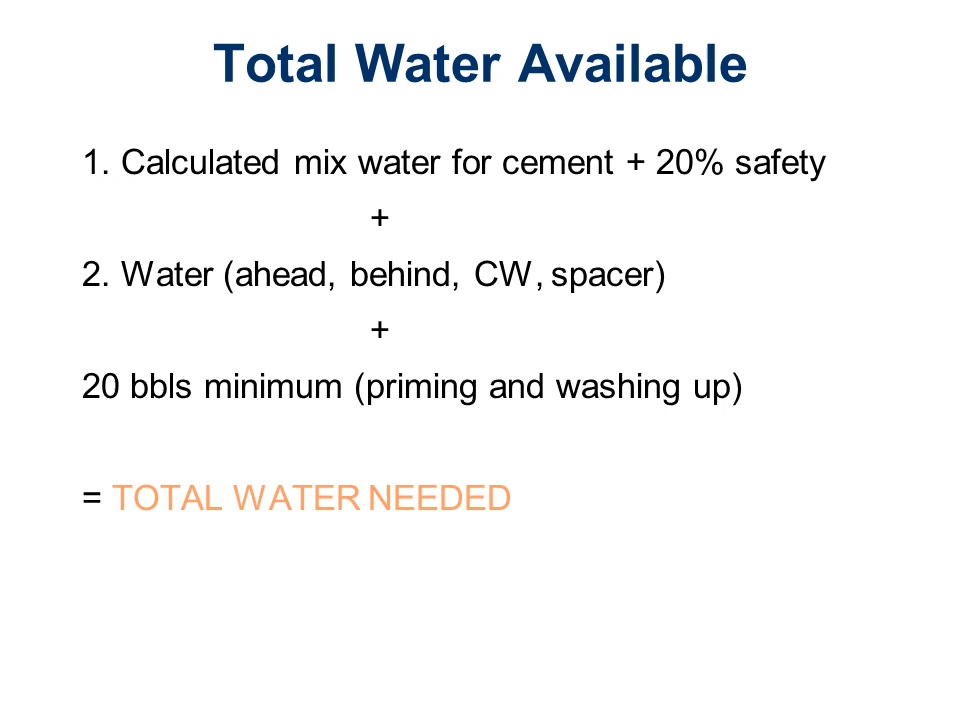 Total Water Available
1. Calculated mix water for cement + 20% safety
+
2. Water (ahead, behind, CW, spacer)
+
20 bbls minimum (priming and washing up)
= TOTAL WATER NEEDED